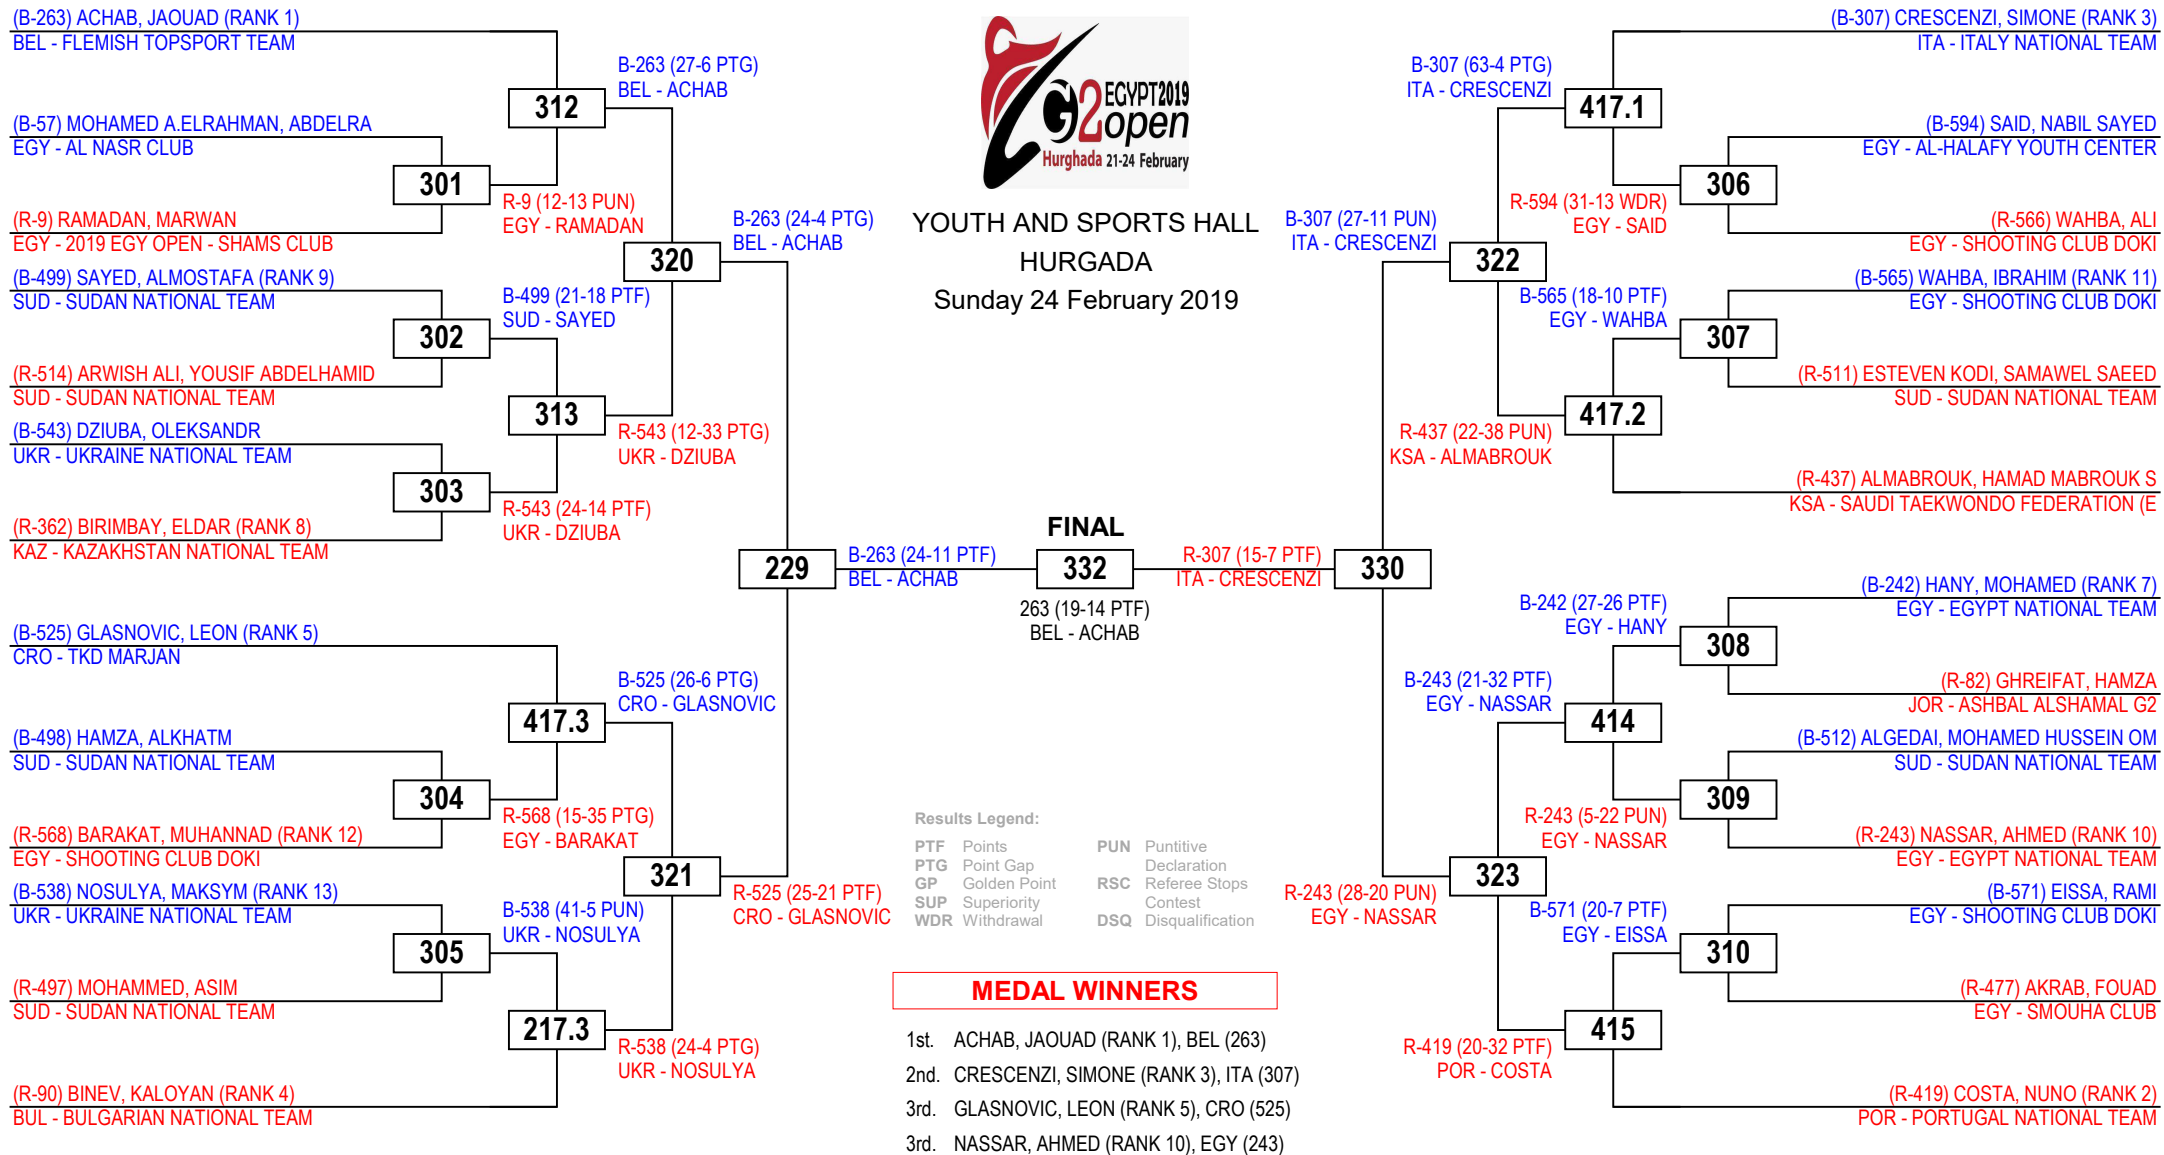 (B-263) ACHAB, JAOUAD (RANK 1)
BEL - FLEMISH TOPSPORT TEAM
(B-57) MOHAMED A.ELRAHMAN, ABDELRA
EGY - AL NASR CLUB
(R-9) RAMADAN, MARWAN
EGY - 2019 EGY OPEN - SHAMS CLUB
(B-499) SAYED, ALMOSTAFA (RANK 9)
SUD - SUDAN NATIONAL TEAM
(R-514) ARWISH ALI, YOUSIF ABDELHAMID
SUD - SUDAN NATIONAL TEAM
(B-543) DZIUBA, OLEKSANDR
UKR - UKRAINE NATIONAL TEAM
(R-362) BIRIMBAY, ELDAR (RANK 8)
KAZ - KAZAKHSTAN NATIONAL TEAM
(B-525) GLASNOVIC, LEON (RANK 5)
CRO - TKD MARJAN
(B-498) HAMZA, ALKHATM
SUD - SUDAN NATIONAL TEAM
(R-568) BARAKAT, MUHANNAD (RANK 12)
EGY - SHOOTING CLUB DOKI
(B-538) NOSULYA, MAKSYM (RANK 13)
UKR - UKRAINE NATIONAL TEAM
(R-497) MOHAMMED, ASIM
SUD - SUDAN NATIONAL TEAM
(R-90) BINEV, KALOYAN (RANK 4)
BUL - BULGARIAN NATIONAL TEAM
301
302
303
304
305
R-9 (12-13 PUN)
EGY - RAMADAN
B-499 (21-18 PTF)
SUD - SAYED
R-543 (24-14 PTF)
UKR - DZIUBA
R-568 (15-35 PTG)
EGY - BARAKAT
B-538 (41-5 PUN)
UKR - NOSULYA
312
313
417.3
217.3
B-263 (27-6 PTG)
BEL - ACHAB
R-543 (12-33 PTG)
UKR - DZIUBA
B-525 (26-6 PTG)
CRO - GLASNOVIC
R-538 (24-4 PTG)
UKR - NOSULYA
320
321
B-263 (24-4 PTG)
BEL - ACHAB
R-525 (25-21 PTF)
CRO - GLASNOVIC
229
B-263 (24-11 PTF)
BEL - ACHAB
G2 EGYPT2019
open
Hurghada 21-24 February
YOUTH AND SPORTS HALL
HURGADA
Sunday 24 February 2019
FINAL
332
263 (19-14 PTF)
BEL - ACHAB
R-307 (15-7 PTF)
ITA - CRESCENZI
330
B-307 (27-11 PUN)
ITA - CRESCENZI
R-243 (28-20 PUN)
EGY - NASSAR
322
323
B-307 (63-4 PTG)
ITA - CRESCENZI
R-437 (22-38 PUN)
KSA - ALMABROUK
B-243 (21-32 PTF)
EGY - NASSAR
R-419 (20-32 PTF)
POR - COSTA
417.1
417.2
414
415
R-594 (31-13 WDR)
EGY - SAID
B-565 (18-10 PTF)
EGY - WAHBA
B-242 (27-26 PTF)
EGY - HANY
R-243 (5-22 PUN)
EGY - NASSAR
B-571 (20-7 PTF)
EGY - EISSA
306
307
308
309
310
(B-307) CRESCENZI, SIMONE (RANK 3)
ITA - ITALY NATIONAL TEAM
(B-594) SAID, NABIL SAYED
EGY - AL-HALAFY YOUTH CENTER
(R-566) WAHBA, ALI
EGY - SHOOTING CLUB DOKI
(B-565) WAHBA, IBRAHIM (RANK 11)
EGY - SHOOTING CLUB DOKI
(R-511) ESTEVEN KODI, SAMAWEL SAEED
SUD - SUDAN NATIONAL TEAM
(R-437) ALMABROUK, HAMAD MABROUK S
KSA - SAUDI TAEKWONDO FEDERATION (E
(B-242) HANY, MOHAMED (RANK 7)
EGY - EGYPT NATIONAL TEAM
(R-82) GHREIFAT, HAMZA
JOR - ASHBAL ALSHAMAL G2
(B-512) ALGEDAI, MOHAMED HUSSEIN OM
SUD - SUDAN NATIONAL TEAM
(R-243) NASSAR, AHMED (RANK 10)
EGY - EGYPT NATIONAL TEAM
(B-571) EISSA, RAMI
EGY - SHOOTING CLUB DOKI
(R-477) AKRAB, FOUAD
EGY - SMOUHA CLUB
(R-419) COSTA, NUNO (RANK 2)
POR - PORTUGAL NATIONAL TEAM
Results Legend:
PTF Points
PTG Point Gap
GP Golden Point
SUP Superiority
WDR Withdrawal
PUN Puntitive
Declaration
RSC Referee Stops
Contest
DSQ Disqualification
MEDAL WINNERS
1st. ACHAB, JAOUAD (RANK 1), BEL (263)
2nd. CRESCENZI, SIMONE (RANK 3), ITA (307)
3rd. GLASNOVIC, LEON (RANK 5), CRO (525)
3rd. NASSAR, AHMED (RANK 10), EGY (243)